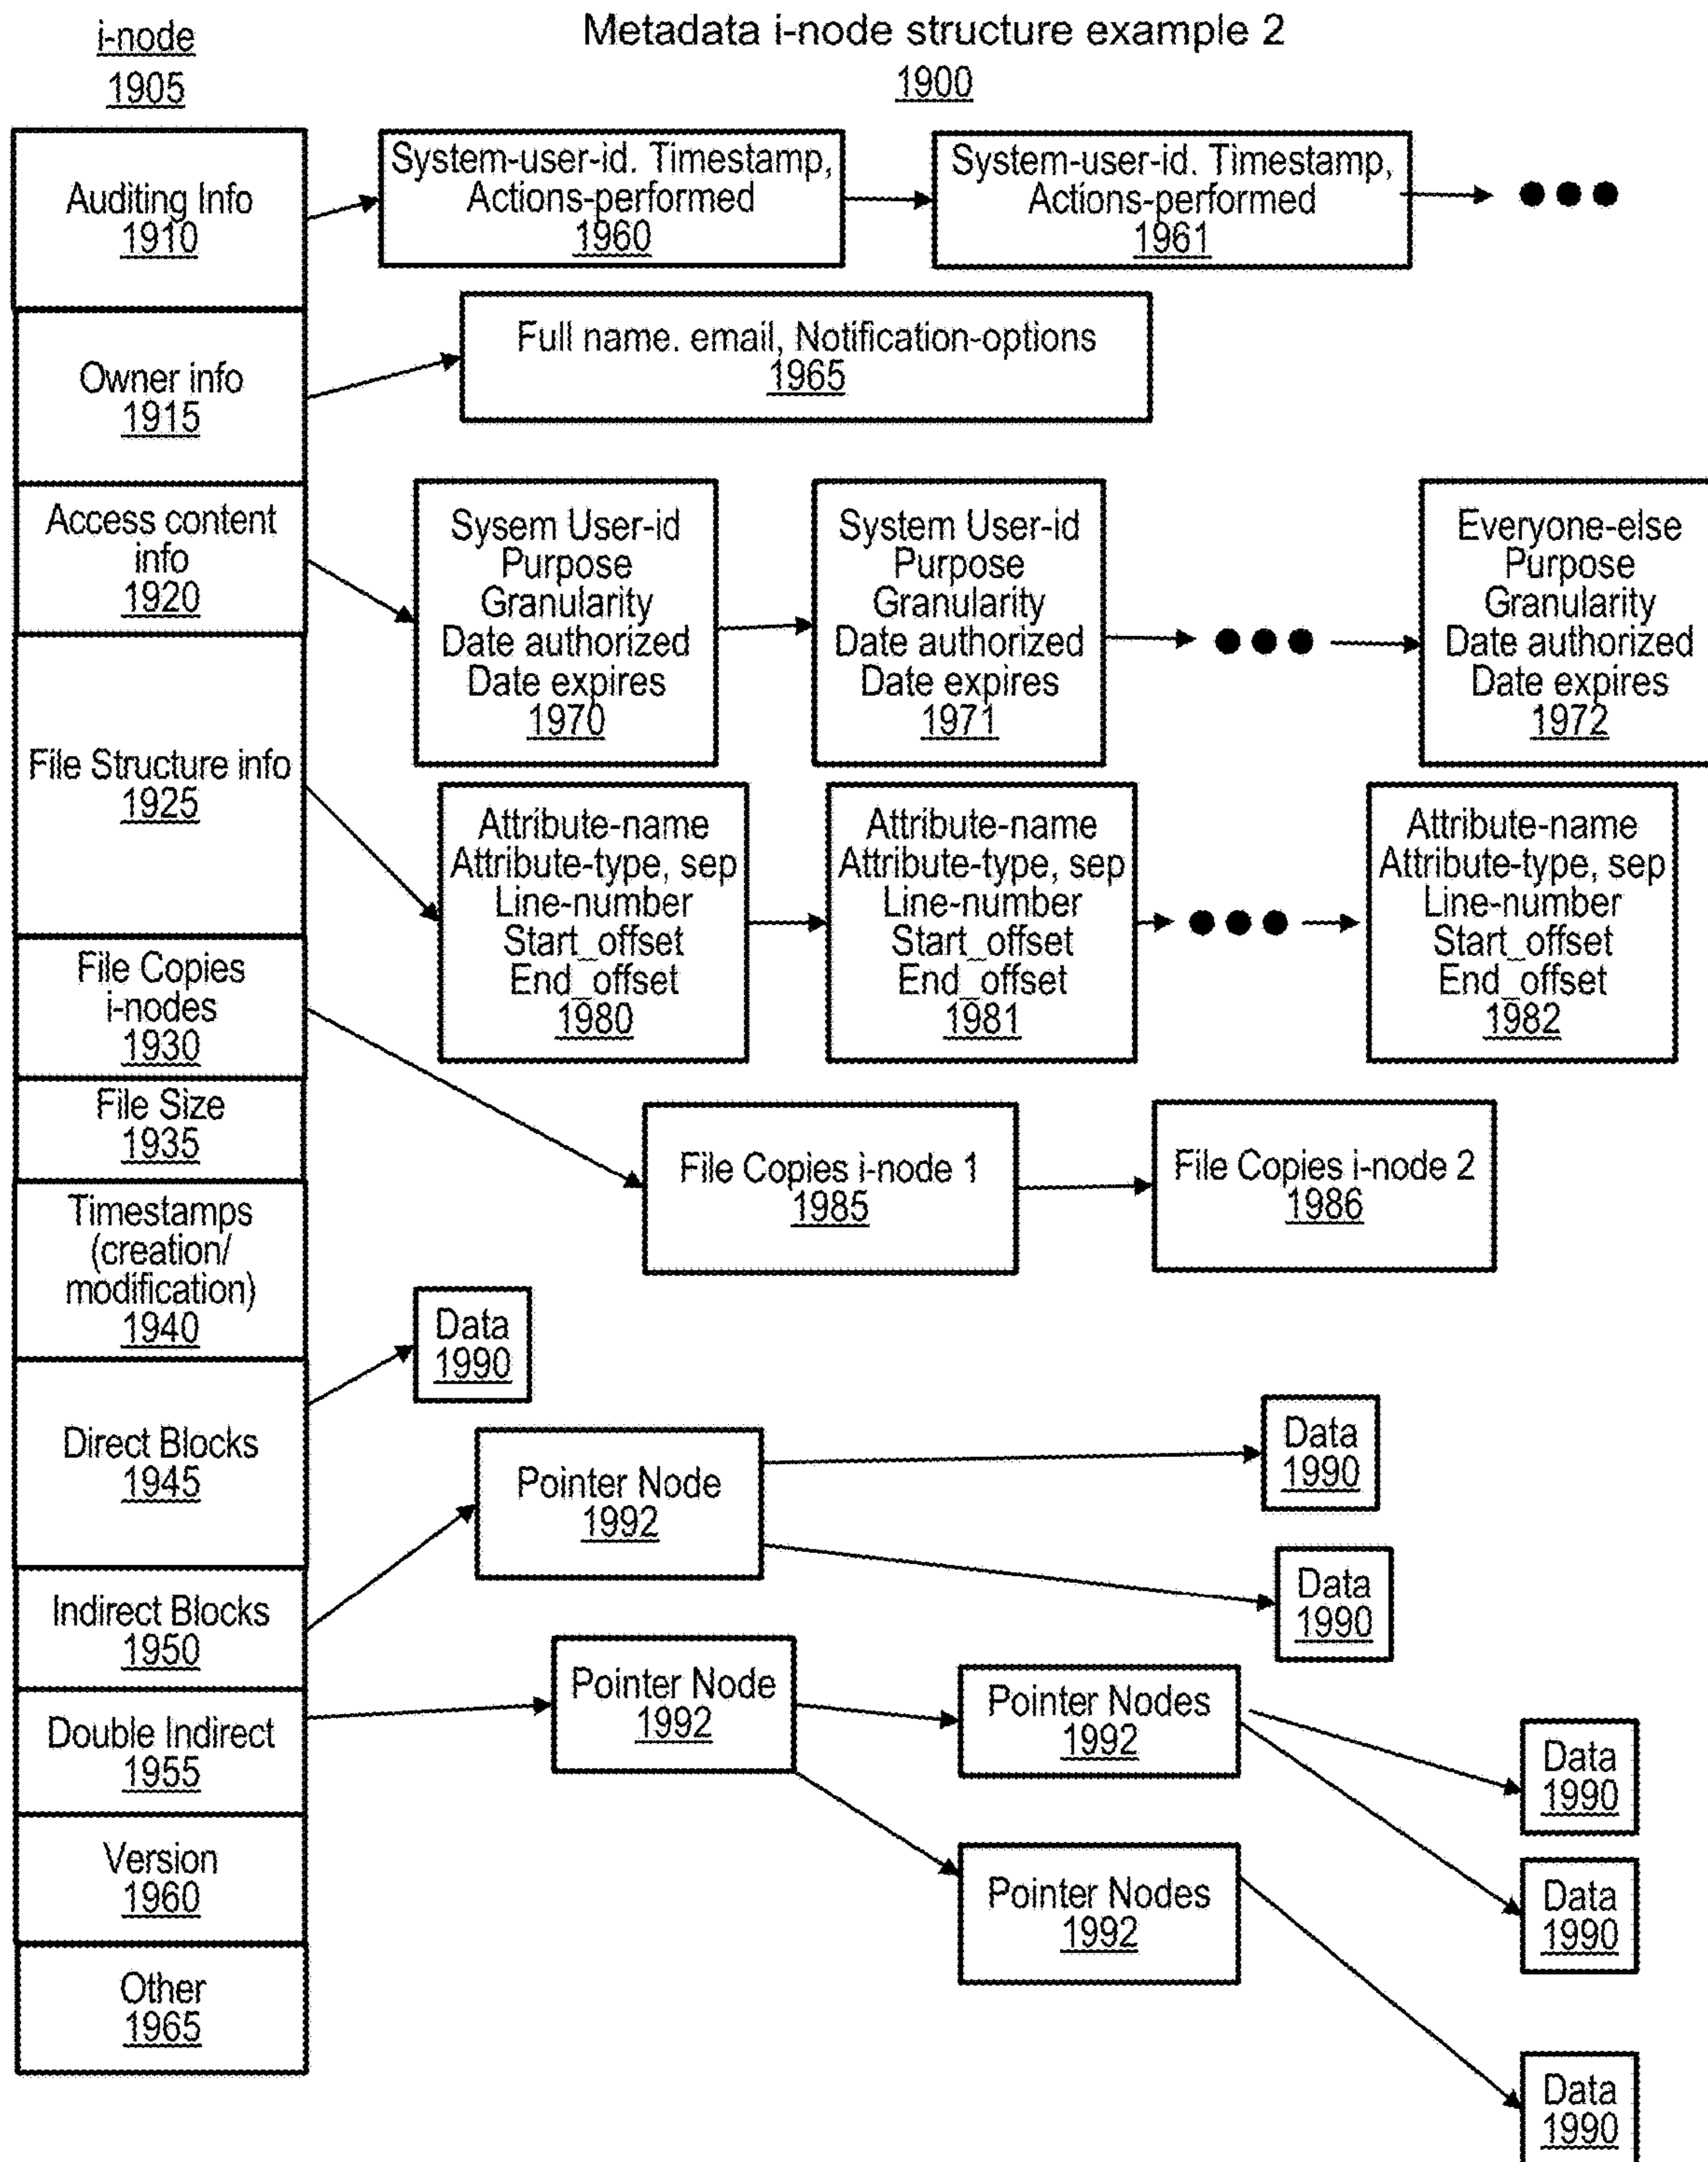 i-node
1905
Metadata i-node structure example 2
1900
Auditing Info
1910
System-user-id. Timestamp,
Actions-performed
1960
System-user-id. Timestamp,
Actions-performed
1961
Owner info
1915
Full name. email, Notification-options
1965
Access content
info
1920
Sysem User-id
Purpose
Granularity
Date authorized
Date expires
1970
System User-id
Purpose
Granularity
Date authorized
Date expires
1971
Everyone-else
Purpose
Granularity
Date authorized
Date expires
1972
File Structure info
1925
Attribute-name
Attribute-type, sep
Line-number
Start_offset
End_offset
1980
Attribute-name
Attribute-type, sep
Line-number
Start_offset
End_offset
1981
Attribute-name
Attribute-type, sep
Line-number
Start_offset
End_offset
1982
File Copies
i-nodes
1930
File Copies i-node 1
1985
File Copies i-node 2
1986
File Size
1935
Timestamps
(creation/
modification)
1940
Direct Blocks
1945
Data
1990
Indirect Blocks
1950
Pointer Node
1992
Data
1990
Data
1990
Double Indirect
1955
Pointer Node
1992
Pointer Nodes
1992
Pointer Nodes
1992
Data
1990
Data
1990
Data
1990
Version
1960
Other
1965